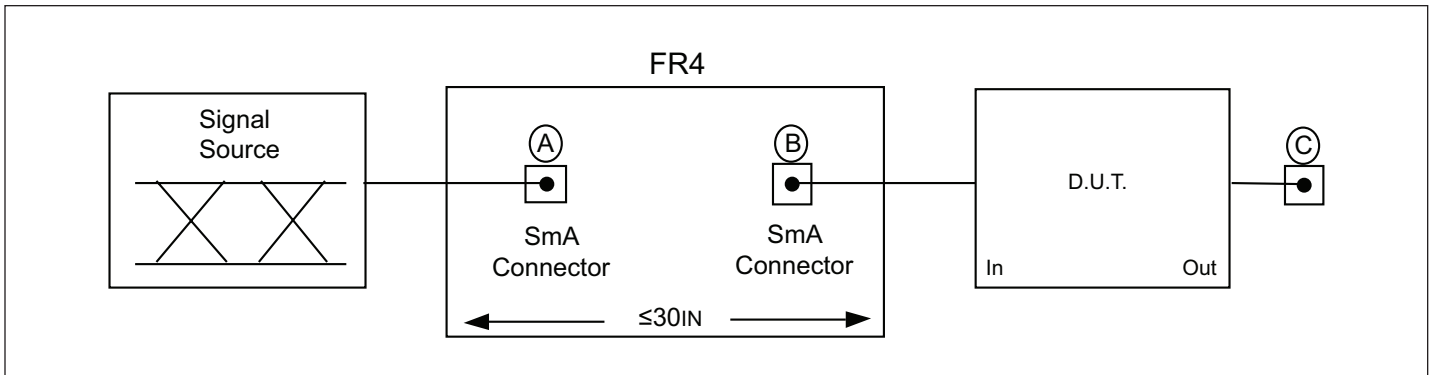 FR4
Signal
Source
A
B
C
D.U.T.
SmA
Connector
SmA
Connector
In
Out
≤30IN